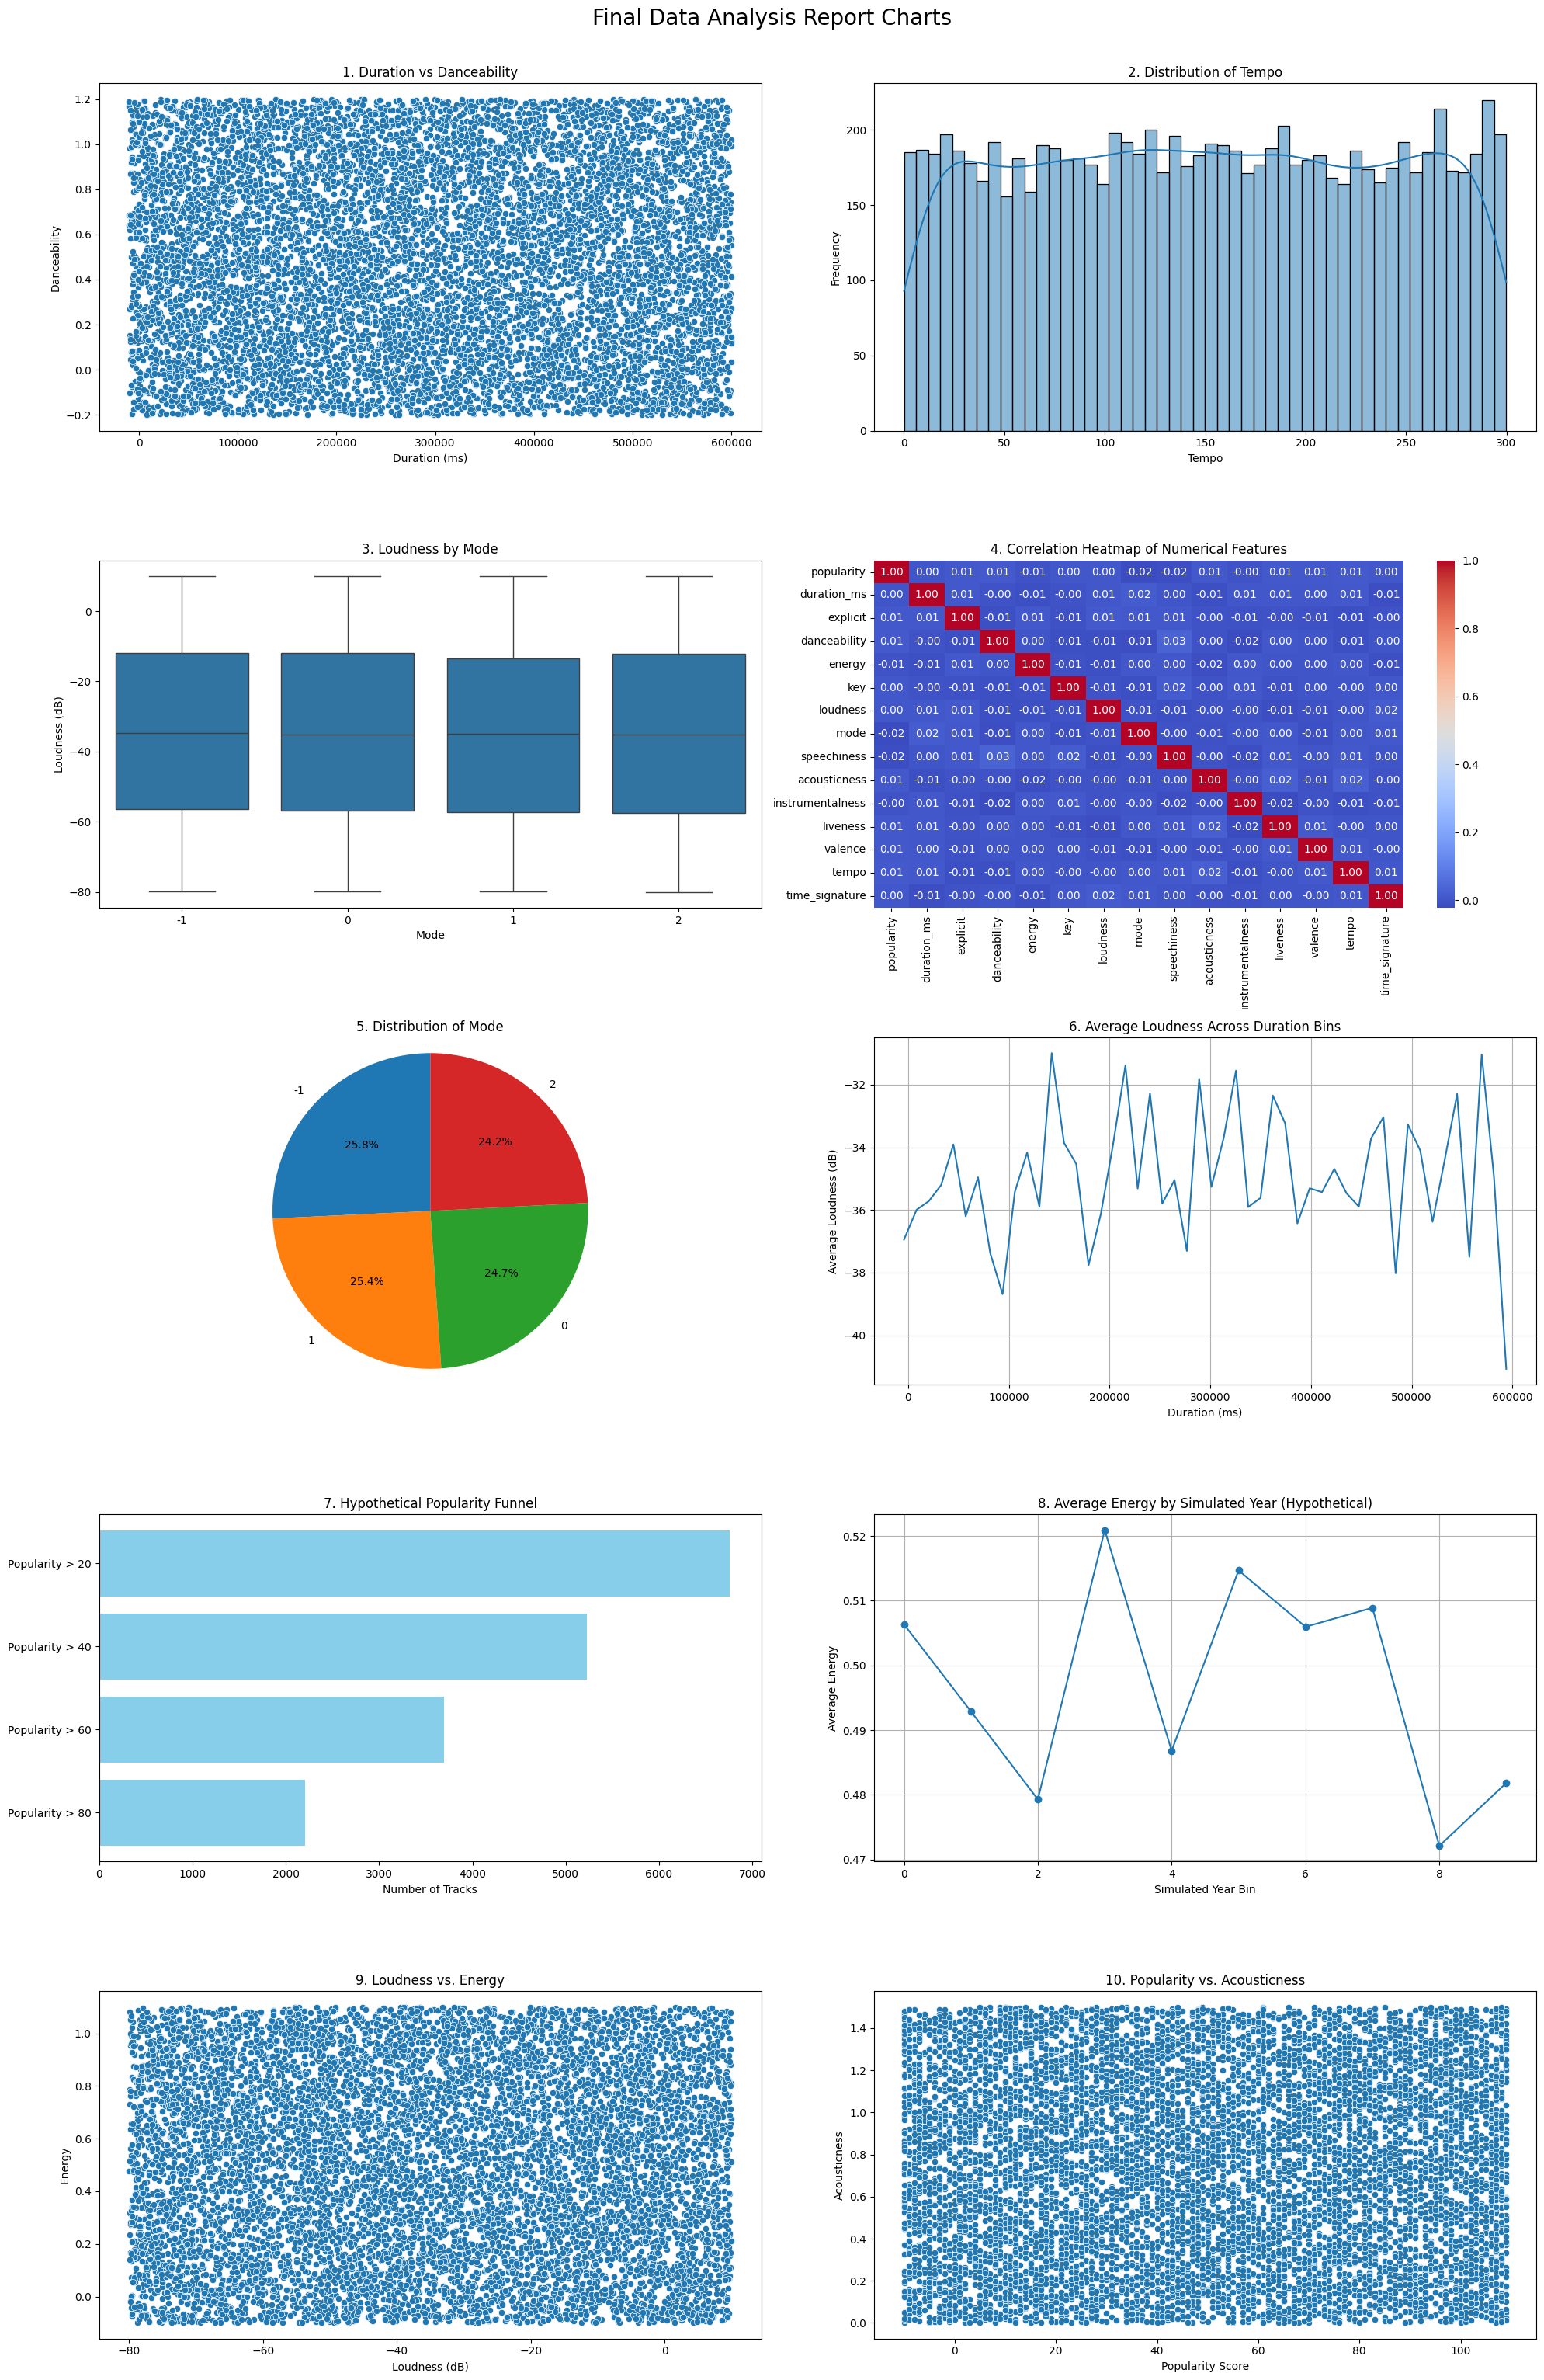 Final Data Analysis Report Charts
1. Duration vs Danceability
Danceability
1.2
1.0
0.8
0.6
0.4
0.2
0.0
−0.2
0 100000 200000 300000 400000 500000 600000
Duration (ms)
2. Distribution of Tempo
Frequency
200
150
100
50
0
0 50 100 150 200 250 300
Tempo
3. Loudness by Mode
Loudness (dB)
0
−20
−40
−60
−80
-1 0 1 2
Mode
4. Correlation Heatmap of Numerical Features
popularity 1.00 0.00 0.01 0.01 -0.01 0.00 0.00 -0.02 -0.02 0.01 -0.00 0.01 0.01 0.01 0.00
duration_ms 0.00 1.00 0.01 -0.00 -0.01 -0.00 0.01 0.02 0.00 -0.01 0.01 0.01 0.00 0.01 -0.01
explicit 0.01 0.01 1.00 -0.01 0.01 -0.01 0.01 0.01 0.01 -0.00 -0.01 -0.00 -0.01 -0.01 -0.00
danceability 0.01 -0.00 -0.01 1.00 0.00 -0.01 -0.01 -0.01 0.03 -0.00 -0.02 0.00 0.00 -0.01 -0.00
energy -0.01 -0.01 0.01 0.00 1.00 -0.01 -0.01 0.00 0.00 -0.02 0.00 0.00 0.00 0.00 -0.01
key 0.00 -0.00 -0.01 -0.01 -0.01 1.00 -0.01 -0.01 0.02 -0.00 0.01 -0.01 0.00 -0.00 0.00
loudness 0.00 0.01 0.01 -0.01 -0.01 -0.01 1.00 -0.01 -0.01 -0.00 -0.00 -0.01 -0.01 -0.00 0.02
mode -0.02 0.02 0.01 -0.01 0.00 -0.01 -0.01 1.00 -0.00 -0.01 -0.00 0.00 -0.01 0.00 0.01
speechiness -0.02 0.00 0.01 0.03 0.00 0.02 -0.01 -0.00 1.00 -0.00 -0.02 0.01 -0.00 0.01 0.00
acousticness 0.01 -0.01 -0.00 -0.00 -0.02 -0.00 -0.00 -0.01 -0.00 1.00 -0.00 0.02 -0.01 0.02 -0.00
instrumentalness -0.00 0.01 -0.01 -0.02 0.00 0.01 -0.00 -0.00 -0.02 -0.00 1.00 -0.02 -0.00 -0.01 -0.01
liveness 0.01 0.01 -0.00 0.00 0.00 -0.01 -0.01 0.00 0.01 0.02 -0.02 1.00 0.01 -0.00 0.00
valence 0.01 0.00 -0.01 0.00 0.00 0.00 -0.01 -0.01 -0.00 -0.01 -0.00 0.01 1.00 0.01 -0.00
tempo 0.01 0.01 -0.01 -0.01 0.00 -0.00 -0.00 0.00 0.01 0.02 -0.01 -0.00 0.01 1.00 0.01
time_signature 0.00 -0.01 -0.00 -0.00 -0.01 0.00 0.02 0.01 0.00 -0.00 -0.01 0.00 -0.00 0.01 1.00
popularity duration_ms explicit danceability energy key loudness mode speechiness acousticness instrumentalness liveness valence tempo time_signature
1.0
0.8
0.6
0.4
0.2
0.0
5. Distribution of Mode
-1
25.8%
2
24.2%
1
25.4%
0
24.7%
6. Average Loudness Across Duration Bins
Average Loudness (dB)
−32
−34
−36
−38
−40
0 100000 200000 300000 400000 500000 600000
Duration (ms)
7. Hypothetical Popularity Funnel
Popularity > 20
Popularity > 40
Popularity > 60
Popularity > 80
0 1000 2000 3000 4000 5000 6000 7000
Number of Tracks
8. Average Energy by Simulated Year (Hypothetical)
Average Energy
0.52
0.51
0.50
0.49
0.48
0.47
0 2 4 6 8
Simulated Year Bin
9. Loudness vs. Energy
Energy
1.0
0.8
0.6
0.4
0.2
0.0
−80 −60 −40 −20 0
Loudness (dB)
10. Popularity vs. Acousticness
Acousticness
1.4
1.2
1.0
0.8
0.6
0.4
0.2
0.0
0 20 40 60 80 100
Popularity Score